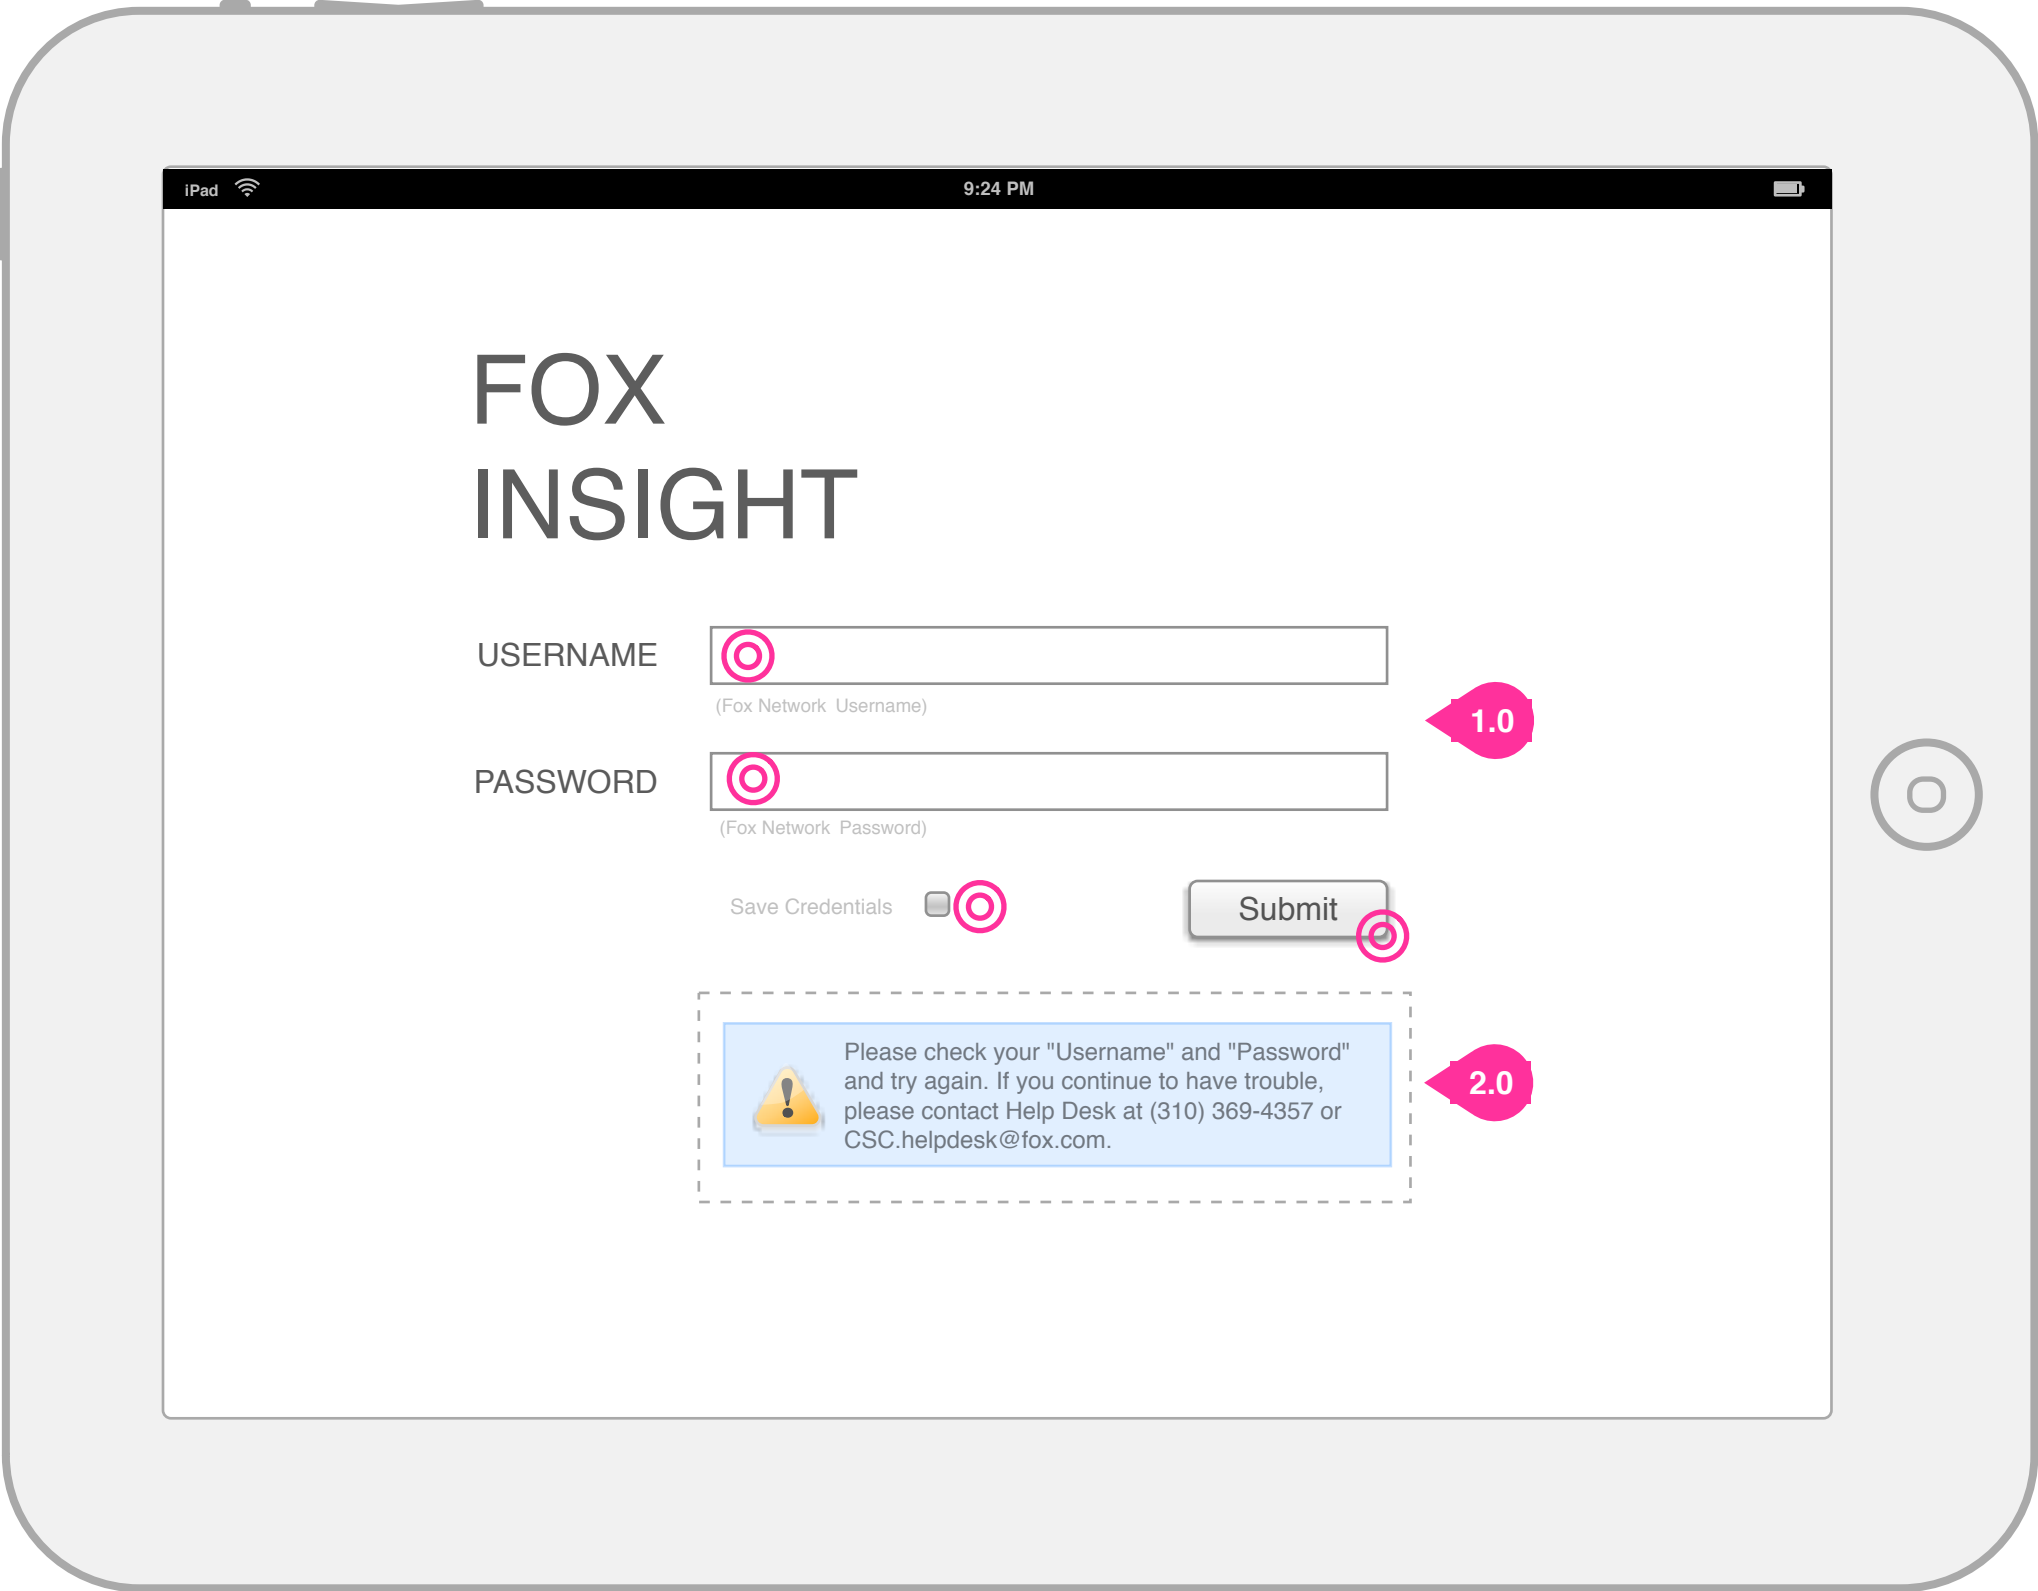 iPad
9:24 PM
FOX
INSIGHT
USERNAME
(Fox Network Username)
1.0
PASSWORD
(Fox Network Password)
Save Credentials
Submit
Please check your "Username" and "Password"
and try again. If you continue to have trouble,
please contact Help Desk at (310) 369-4357 or
CSC.helpdesk@fox.com.
2.0